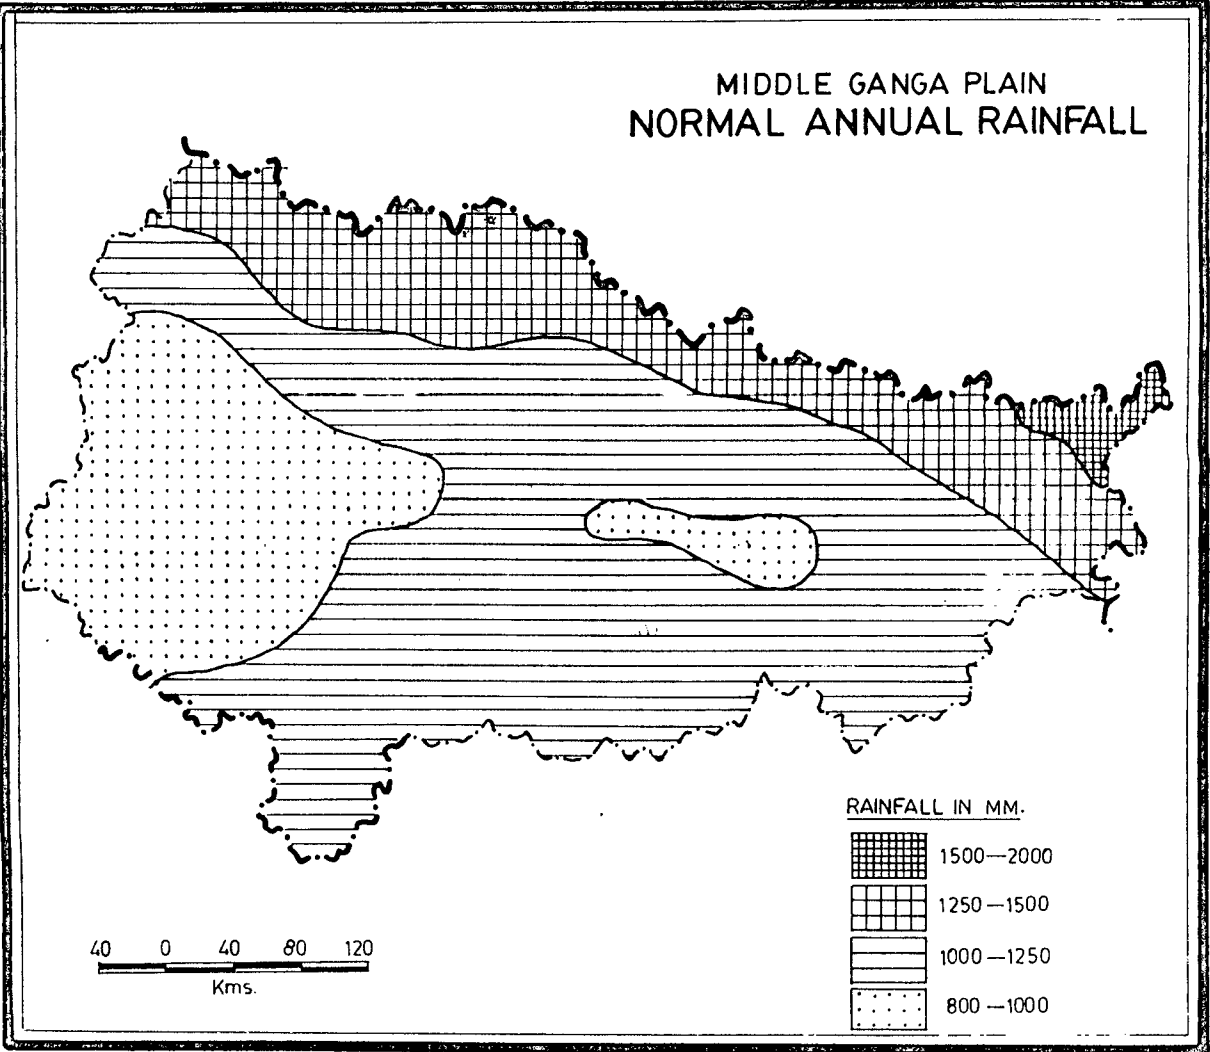 MIDDLE GANGA PLAIN
NORMAL ANNUAL RAINFALL
RAINFALL IN MM.
1500—2000
1250—1500
1000—1250
800—1000
40 0 40 80 120
Kms.